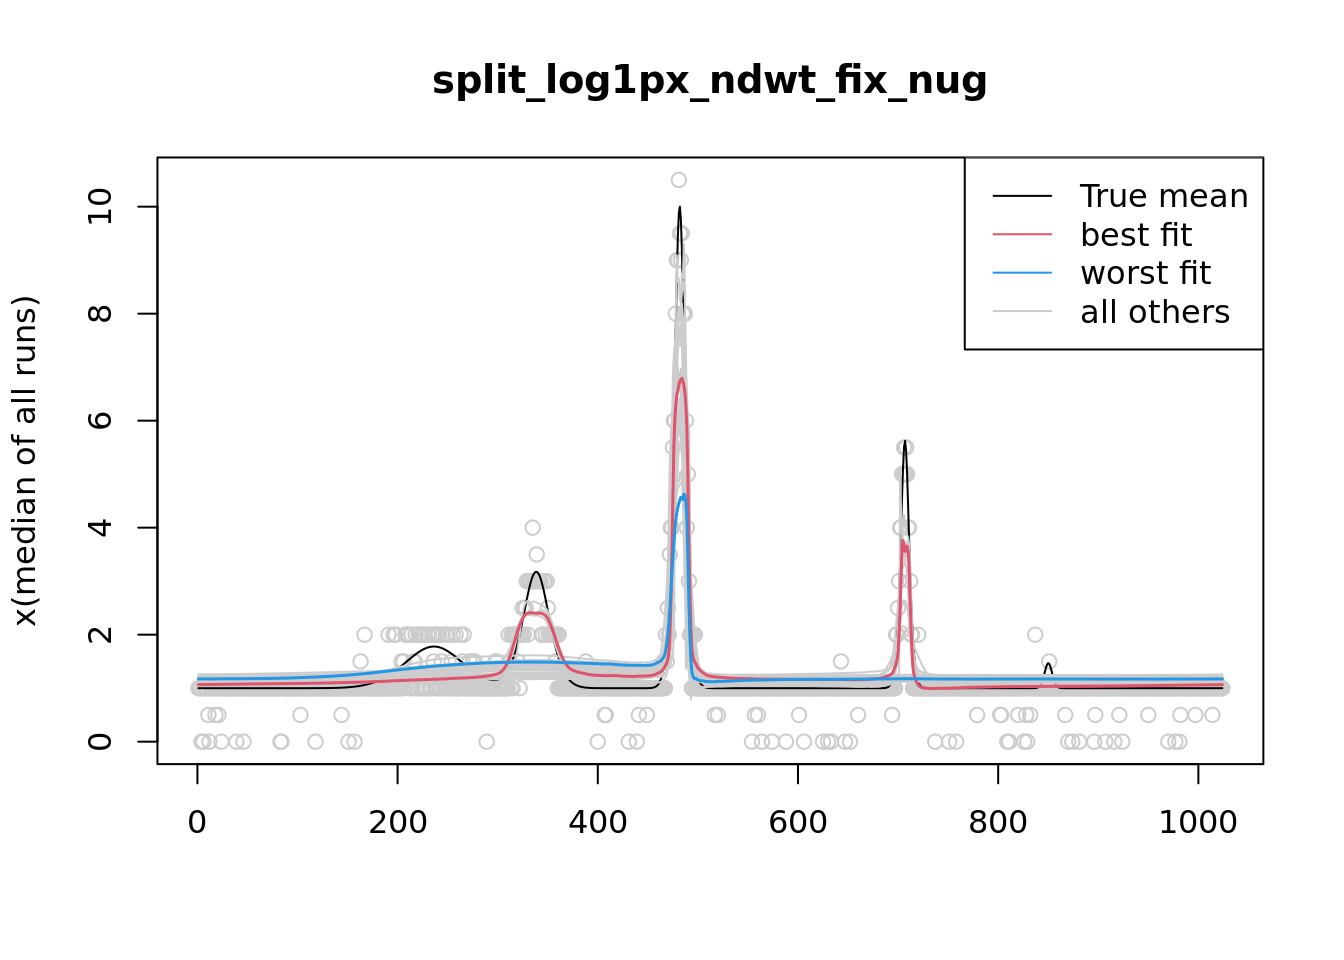 split_log1px_ndwt_fix_nug
x(median of all runs)
10
8
6
4
2
0
True mean
best fit
worst fit
all others
0 200 400 600 800 1000